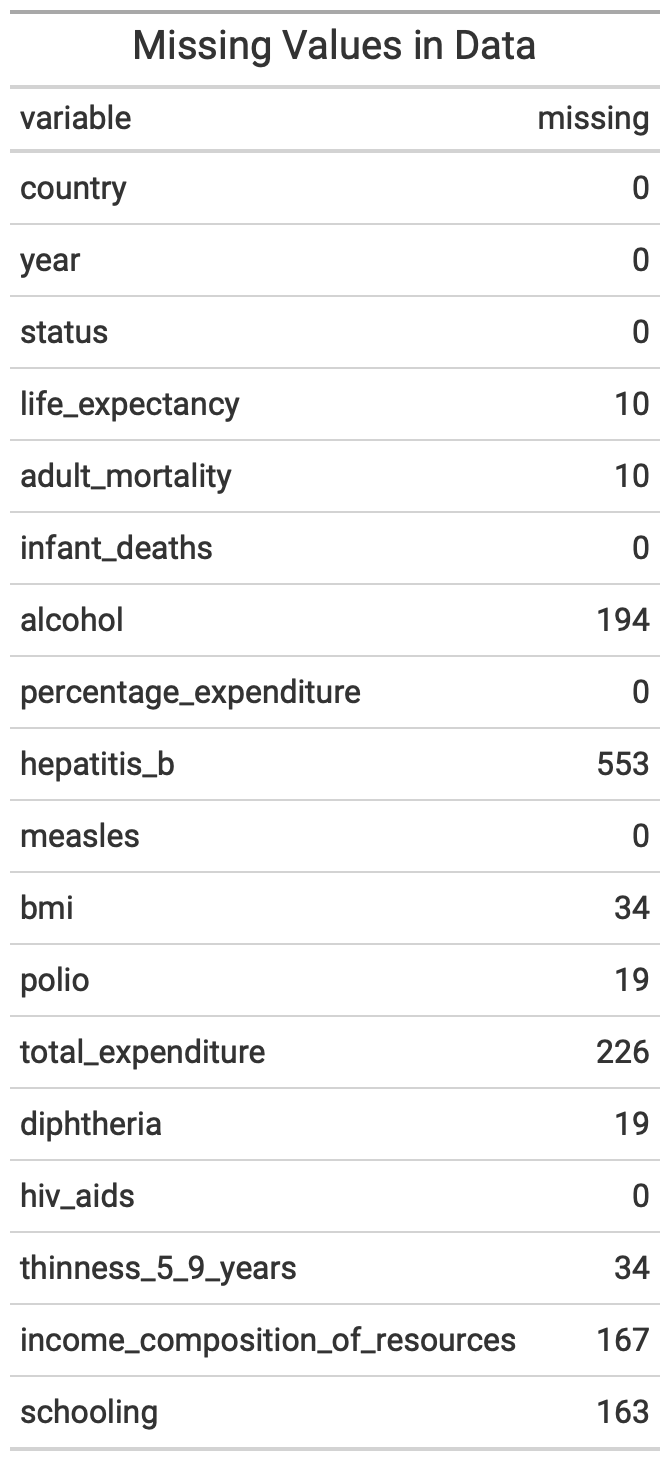 Missing Values in Data
variable missing
country 0
year 0
status 0
life_expectancy 10
adult_mortality 10
infant_deaths 0
alcohol 194
percentage_expenditure 0
hepatitis_b 553
measles 0
bmi 34
polio 19
total_expenditure 226
diphtheria 19
hiv_aids 0
thinness_5_9_years 34
income_composition_of_resources 167
schooling 163